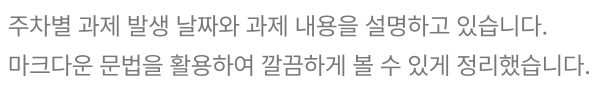 주차별 과제 발생 날짜와 과제 내용을 설명하고 있습니다.
마크다운 문법을 활용하여 깔끔하게 볼 수 있게 정리했습니다.